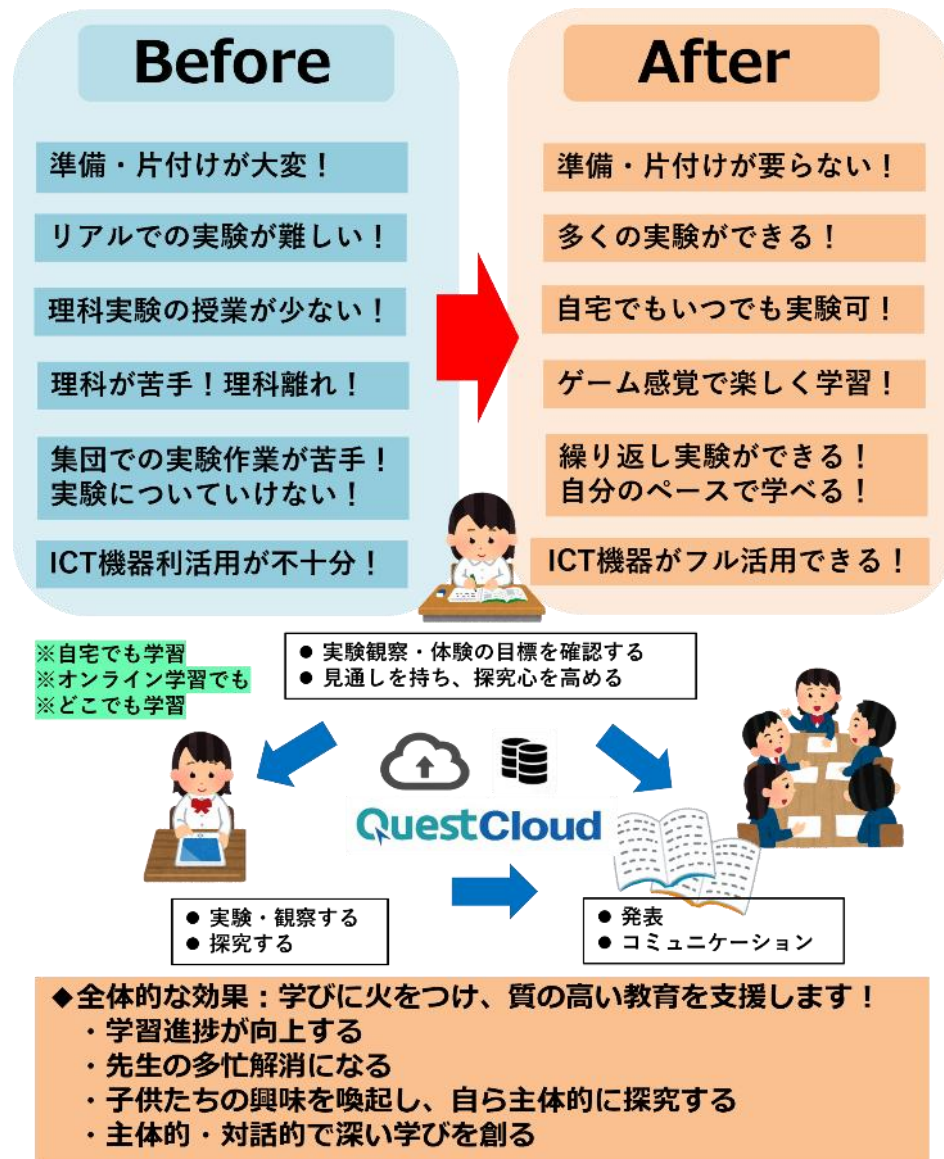 Before
準備・片付けが大変！
リアルでの実験が難しい！
理科実験の授業が少ない！
理科が苦手！理科離れ！
集団での実験作業が苦手！
実験についていけない！
ICT機器利活用が不十分！
After
準備・片付けが要らない！
多くの実験ができる！
自宅でもいつでも実験可！
ゲーム感覚で楽しく学習！
繰り返し実験ができる！
自分のペースで学べる！
ICT機器がフル活用できる！
※自宅でも学習
※オンライン学習でも
※どこでも学習
● 実験観察・体験の目標を確認する
● 見通しを持ち、探究心を高める
QuestCloud
● 実験・観察する
● 探究する
● 発表
● コミュニケーション
◆全体的な効果：学びに火をつけ、質の高い教育を支援します！
・学習進捗が向上する
・先生の多忙解消になる
・子供たちの興味を喚起し、自ら主体的に探究する
・主体的・対話的で深い学びを創る